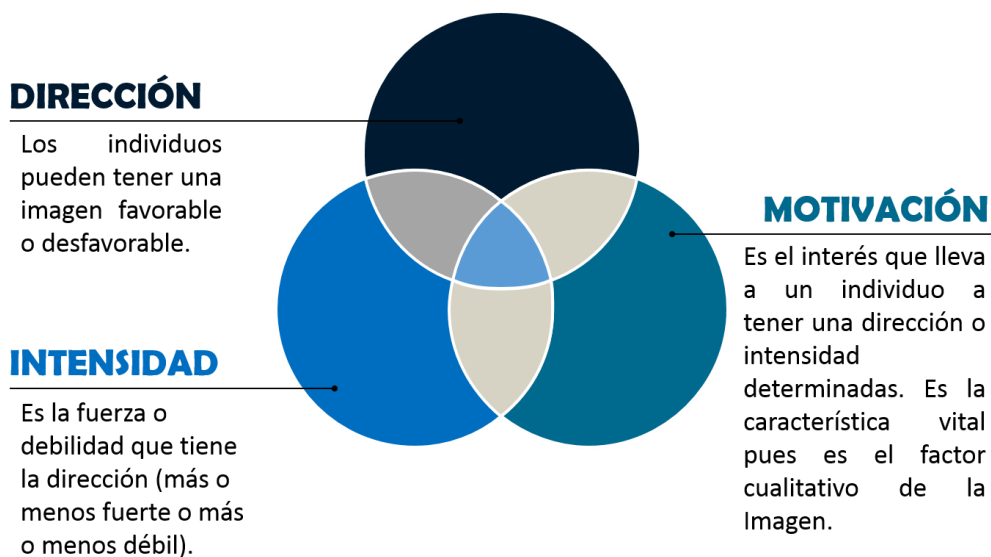 DIRECCIÓN
Los individuos
pueden tener una
imagen favorable
o desfavorable.
INTENSIDAD
Es la fuerza o
debilidad que tiene
la dirección (más o
menos fuerte o más
o menos débil).
MOTIVACIÓN
Es el interés que lleva
a un individuo a
tener una dirección o
intensidad
determinadas. Es la
característica vital
pues es el factor
cualitativo de la
Imagen.